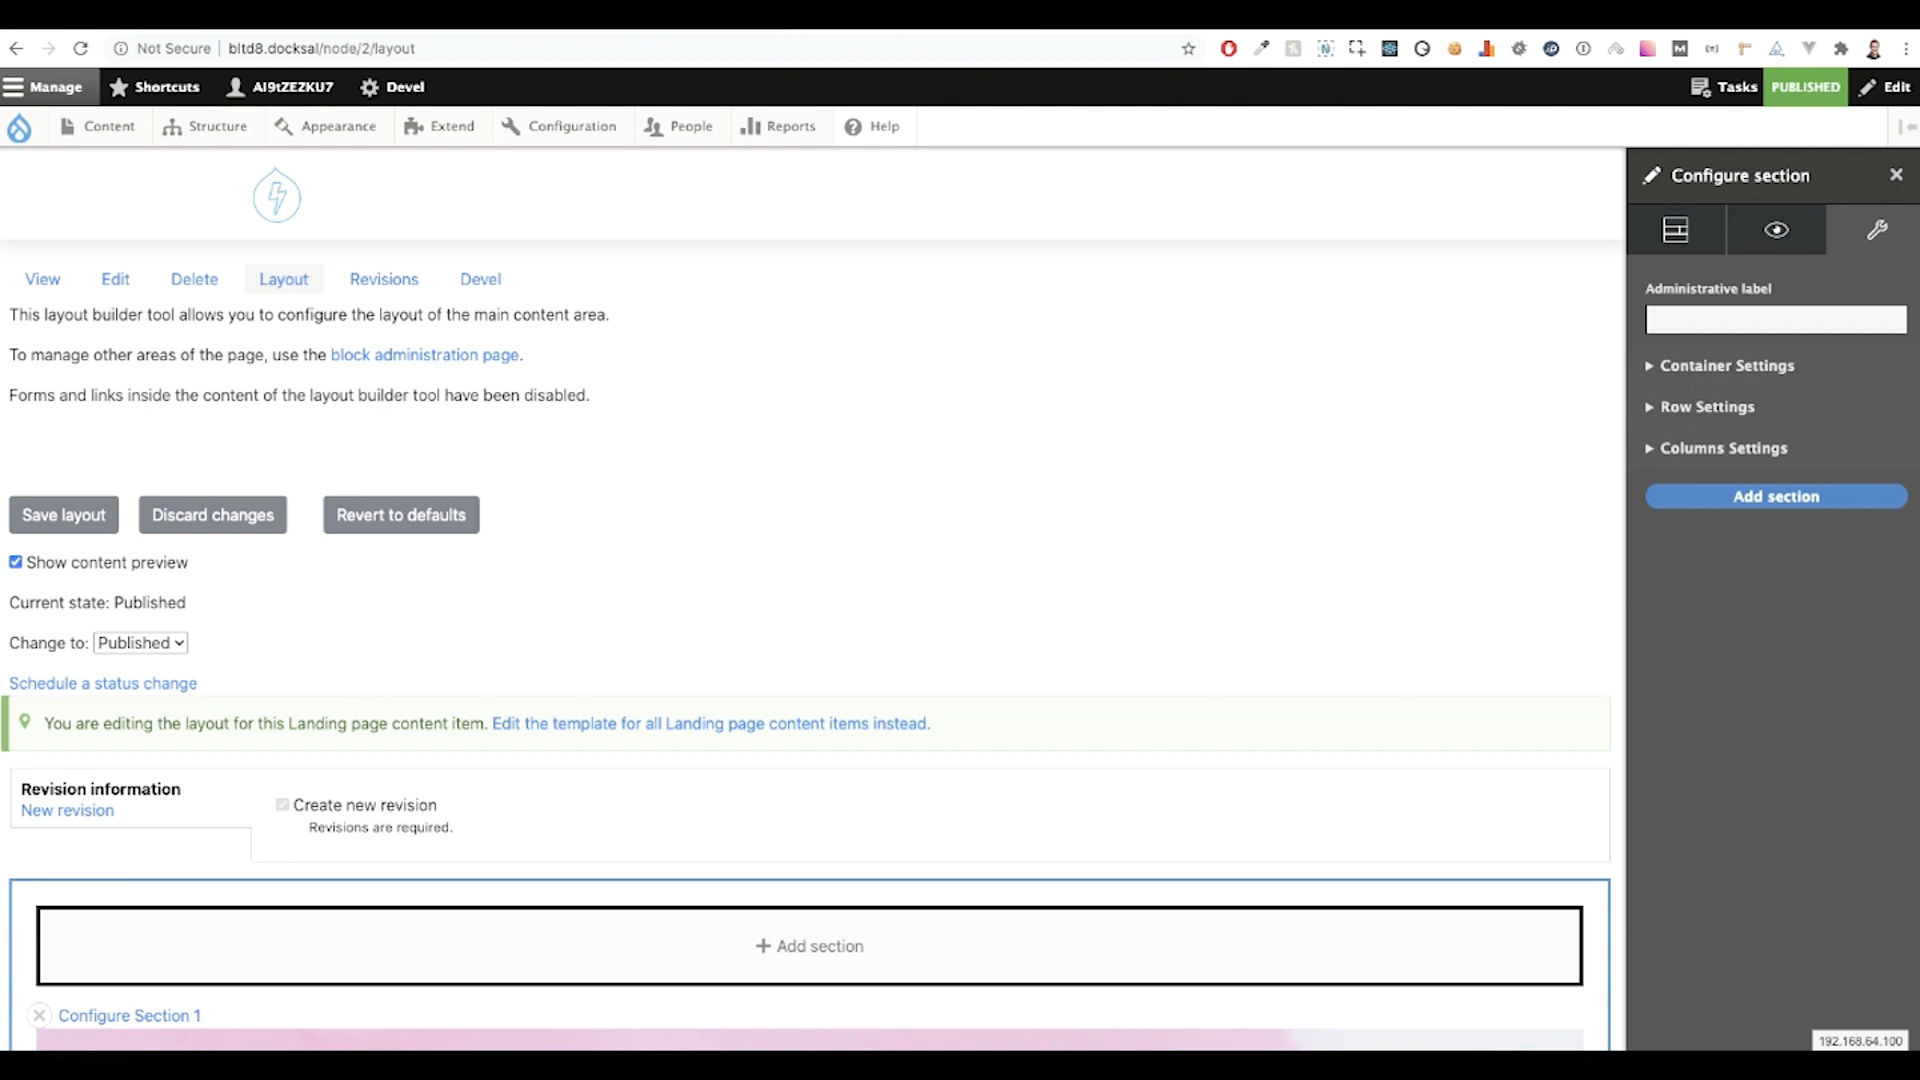 Not Secure | bltd8.docksal/node/2/layout
Manage Shortcuts AI9tZEZKU7 Devel Tasks PUBLISHED Edit
Content Structure Appearance Extend Configuration People Reports Help
Configure section
Administrative label
Container Settings
Row Settings
Columns Settings
Add section
View Edit Delete Layout Revisions Devel
This layout builder tool allows you to configure the layout of the main content area.
To manage other areas of the page, use the block administration page.
Forms and links inside the content of the layout builder tool have been disabled.
Save layout Discard changes Revert to defaults
Show content preview
Current state: Published
Change to: Published
Schedule a status change
You are editing the layout for this Landing page content item. Edit the template for all Landing page content items instead.
Revision information
New revision
Create new revision
Revisions are required.
+ Add section
Configure Section 1
192.168.64.100